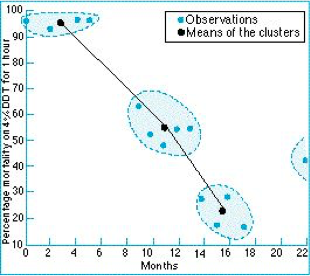 Percentage mortality on 4% DDT for 1 hour
100
90
80
70
60
50
40
30
20
10
Observations
Means of the clusters
0 2 4 6 8 10 12 14 16 18 20 22
Months